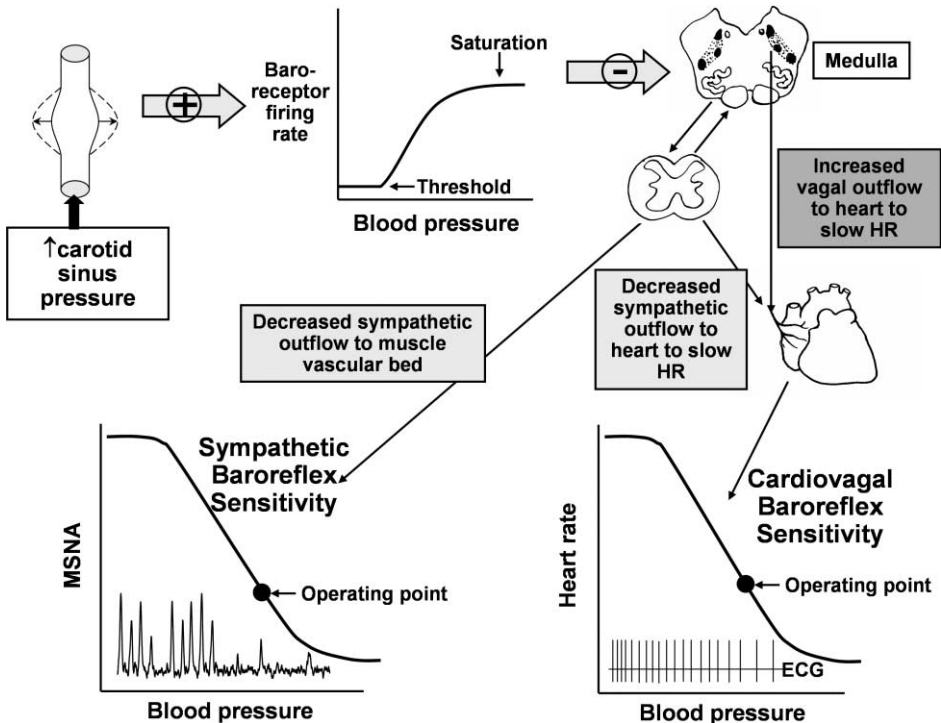 ↑carotid
sinus
pressure
+
Baro-
receptor
firing
rate
Saturation
Threshold
Blood pressure
-
Medulla
Increased
vagal outflow
to heart to
slow HR
Decreased
sympathetic
outflow to
heart to slow
HR
Decreased sympathetic
outflow to muscle
vascular bed
MSNA
Sympathetic
Baroreflex
Sensitivity
Operating point
Blood pressure
Heart rate
Cardiovagal
Baroreflex
Sensitivity
Operating point
ECG
Blood pressure